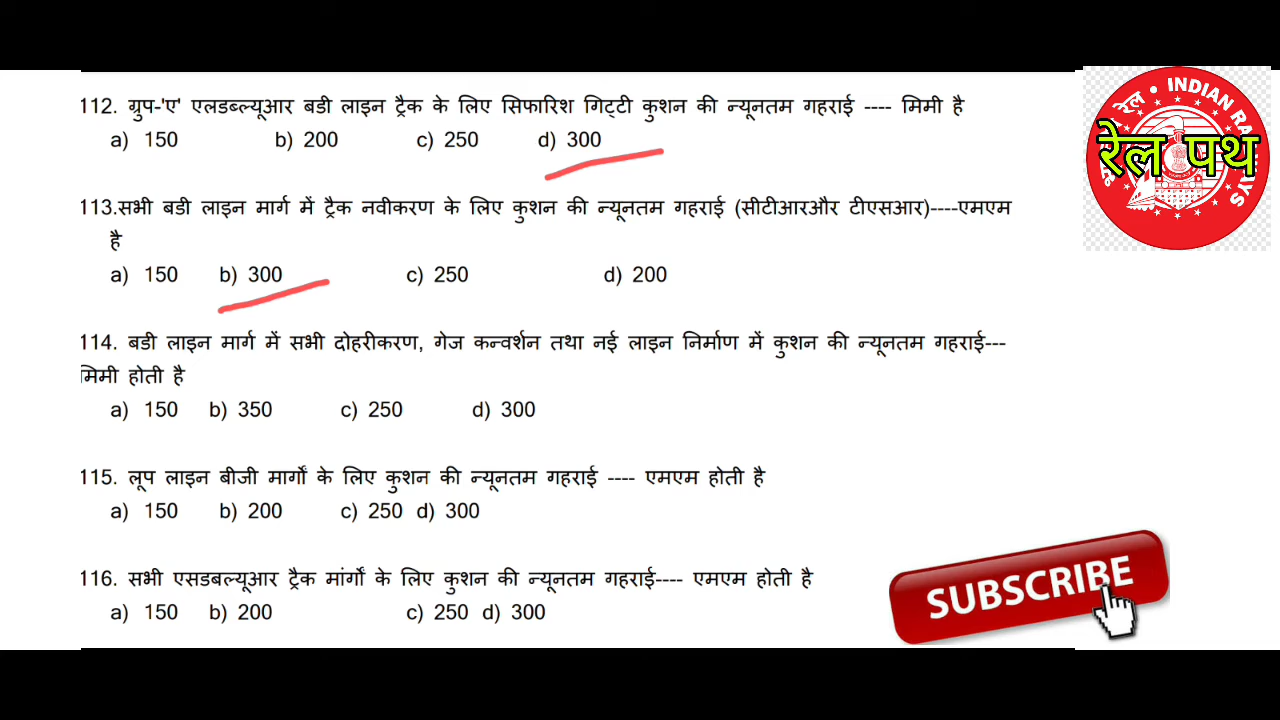 112. ग्रुप-'ए' एलडब्ल्यूआर बडी लाइन ट्रैक के लिए सिफारिश गिट्टी कुशन की न्यूनतम गहराई ---- मिमी है
a) 150 b) 200 c) 250 d) 300
113.सभी बडी लाइन मार्ग में ट्रैक नवीकरण के लिए कुशन की न्यूनतम गहराई (सीटीआरऔर टीएसआर)----एमएम
है
a) 150 b) 300 c) 250 d) 200
114. बडी लाइन मार्ग में सभी दोहरीकरण, गेज कन्वर्शन तथा नई लाइन निर्माण में कुशन की न्यूनतम गहराई---
मिमी होती है
a) 150 b) 350 c) 250 d) 300
115. लूप लाइन बीजी मार्गों के लिए कुशन की न्यूनतम गहराई ---- एमएम होती है
a) 150 b) 200 c) 250 d) 300
116. सभी एसडबल्यूआर ट्रैक मांर्गों के लिए कुशन की न्यूनतम गहराई---- एमएम होती है
a) 150 b) 200 c) 250 d) 300
रेल • INDIAN RAILWAYS
रेल पथ
SUBSCRIBE